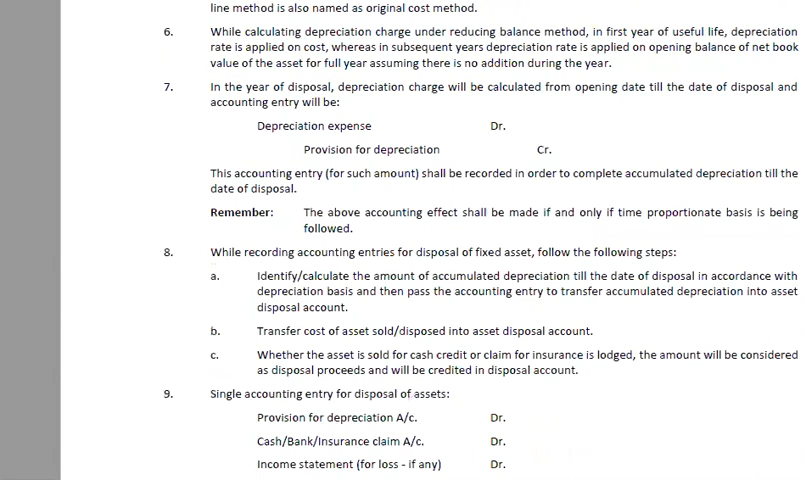 line method is also named as original cost method.
6. While calculating depreciation charge under reducing balance method, in first year of useful life, depreciation
rate is applied on cost, whereas in subsequent years depreciation rate is applied on opening balance of net book
value of the asset for full year assuming there is no addition during the year.
7. In the year of disposal, depreciation charge will be calculated from opening date till the date of disposal and
accounting entry will be:
Depreciation expense Dr.
Provision for depreciation Cr.
This accounting entry (for such amount) shall be recorded in order to complete accumulated depreciation till the
date of disposal.
Remember: The above accounting effect shall be made if and only if time proportionate basis is being
followed.
8. While recording accounting entries for disposal of fixed asset, follow the following steps:
a. Identify/calculate the amount of accumulated depreciation till the date of disposal in accordance with
depreciation basis and then pass the accounting entry to transfer accumulated depreciation into asset
disposal account.
b. Transfer cost of asset sold/disposed into asset disposal account.
c. Whether the asset is sold for cash credit or claim for insurance is lodged, the amount will be considered
as disposal proceeds and will be credited in disposal account.
9. Single accounting entry for disposal of assets:
Provision for depreciation A/c. Dr.
Cash/Bank/Insurance claim A/c. Dr.
Income statement (for loss - if any) Dr.